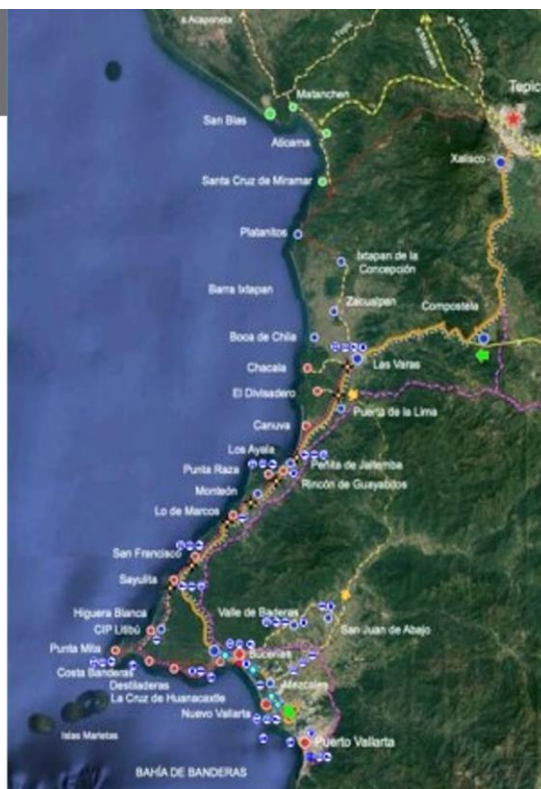 a Acaponeta
a Tepic
Tepic
Matanchen
San Blas
Aticama
Xalisco
Santa Cruz de Miramar
Platanitos
Ixtapan de la
Concepción
Barra Ixtapan
Zacualpan
Compostela
Boca de Chila
Las Varas
Chacala
El Divisadero
Puerta de la Lima
Canuva
Los Ayala
Peñita de Jaltemba
Punta Raza
Rincón de Guayabitos
Monteón
Lo de Marcos
San Francisco
Sayulita
Higuera Blanca
Valle de Baderas
CIP Litibú
San Juan de Abajo
Punta Mita
Bucerías
Costa Banderas
Destiladeras
Mezcales
La Cruz de Huanacaxtle
Nuevo Vallarta
Islas Marietas
Puerto Vallarta
BAHÍA DE BANDERAS